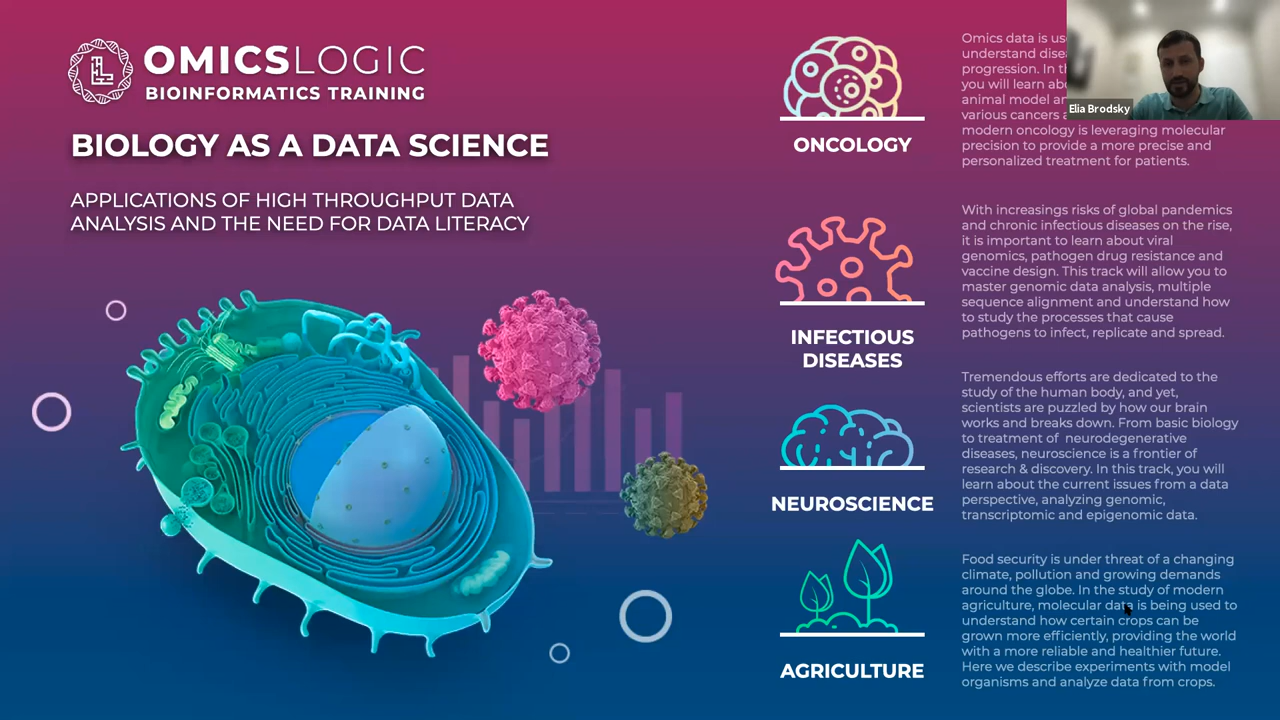 OMICSLOGIC
BIOINFORMATICS TRAINING
BIOLOGY AS A DATA SCIENCE
APPLICATIONS OF HIGH THROUGHPUT DATA
ANALYSIS AND THE NEED FOR DATA LITERACY
ONCOLOGY
Omics data is
understand
progression. In
you will learn
animal model
various cancers
modern oncology is leveraging molecular
precision to provide a more precise and
personalized treatment for patients.
Elia Brodsky
INFECTIOUS
DISEASES
With increasings risks of global pandemics
and chronic infectious diseases on the rise,
it is important to learn about viral
genomics, pathogen drug resistance and
vaccine design. This track will allow you to
master genomic data analysis, multiple
sequence alignment and understand how
to study the processes that cause
pathogens to infect, replicate and spread.
NEUROSCIENCE
Tremendous efforts are dedicated to the
study of the human body, and yet,
scientists are puzzled by how our brain
works and breaks down. From basic biology
to treatment of neurodegenerative
diseases, neuroscience is a frontier of
research & discovery. In this track, you will
learn about the current issues from a data
perspective, analyzing genomic,
transcriptomic and epigenomic data.
AGRICULTURE
Food security is under threat of a changing
climate, pollution and growing demands
around the globe. In the study of modern
agriculture, molecular data is being used to
understand how certain crops can be
grown more efficiently, providing the world
with a more reliable and healthier future.
Here we describe experiments with model
organisms and analyze data from crops.